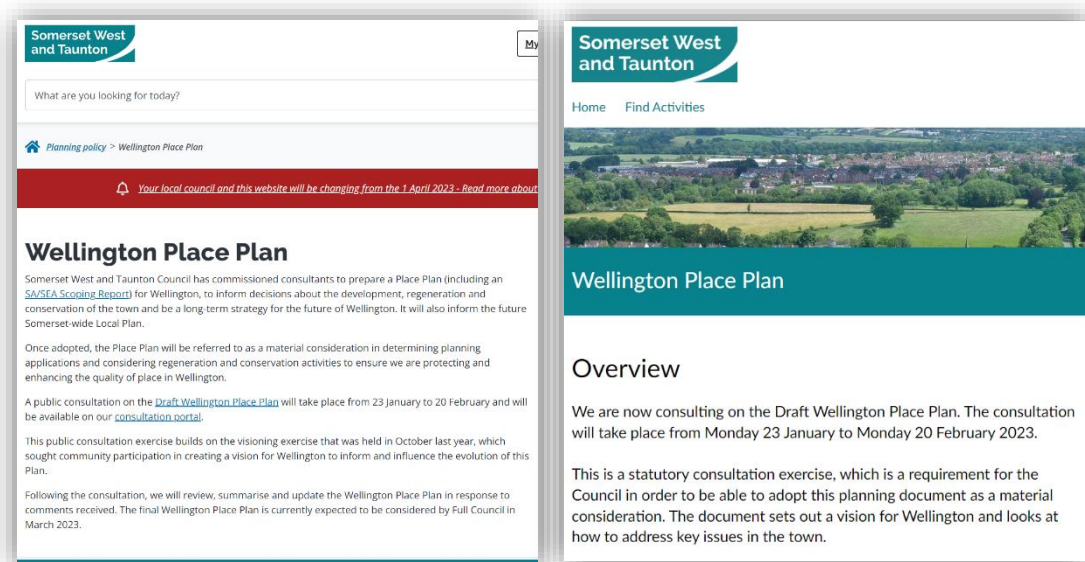 Somerset West
and Taunton
My
What are you looking for today?
Planning policy > Wellington Place Plan
Your local council and this website will be changing from the 1 April 2023 - Read more about
Wellington Place Plan
Somerset West and Taunton Council has commissioned consultants to prepare a Place Plan (including an
SA/SEA Scoping Report) for Wellington, to inform decisions about the development, regeneration and
conservation of the town and be a long-term strategy for the future of Wellington. It will also inform the future
Somerset-wide Local Plan.
Once adopted, the Place Plan will be referred to as a material consideration in determining planning
applications and considering regeneration and conservation activities to ensure we are protecting and
enhancing the quality of place in Wellington.
A public consultation on the Draft Wellington Place Plan will take place from 23 January to 20 February and will
be available on our consultation portal.
This public consultation exercise builds on the visioning exercise that was held in October last year, which
sought community participation in creating a vision for Wellington to inform and influence the evolution of this
Plan.
Following the consultation, we will review, summarise and update the Wellington Place Plan in response to
comments received. The final Wellington Place Plan is currently expected to be considered by Full Council in
March 2023.
Somerset West
and Taunton
Home Find Activities
Wellington Place Plan
Overview
We are now consulting on the Draft Wellington Place Plan. The consultation
will take place from Monday 23 January to Monday 20 February 2023.
This is a statutory consultation exercise, which is a requirement for the
Council in order to be able to adopt this planning document as a material
consideration. The document sets out a vision for Wellington and looks at
how to address key issues in the town.